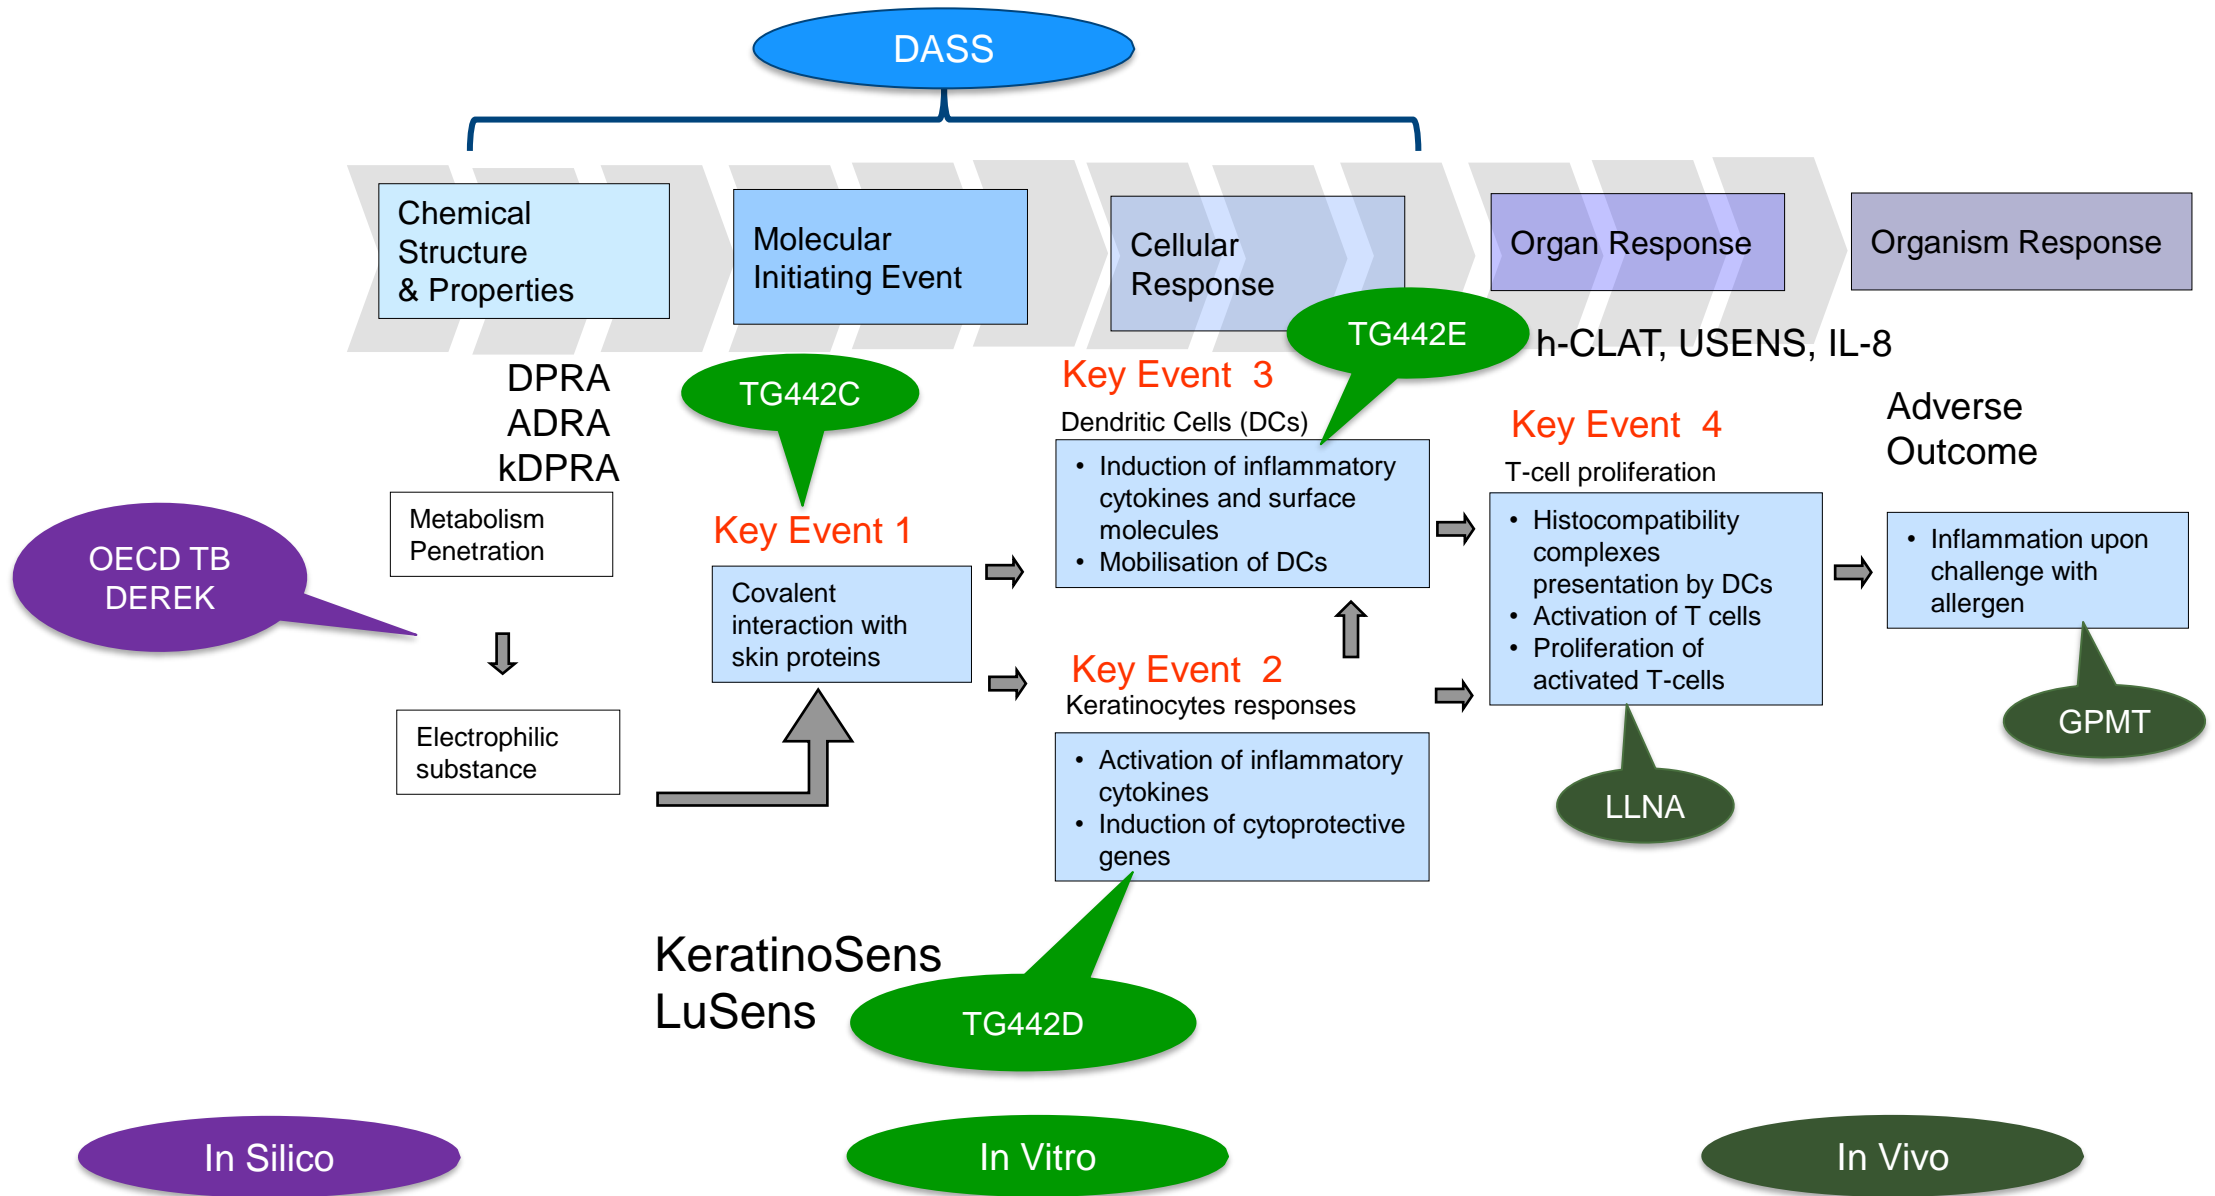 DASS
Chemical
Structure
& Properties
Molecular
Initiating Event
Cellular
Response
Organ Response
Organism Response
TG442E
h-CLAT, USENS, IL-8
DPRA
ADRA
kDPRA
TG442C
Key Event 3
Dendritic Cells (DCs)
• Induction of inflammatory
cytokines and surface
molecules
• Mobilisation of DCs
Key Event 4
T-cell proliferation
• Histocompatibility
complexes
presentation by DCs
• Activation of T cells
• Proliferation of
activated T-cells
Adverse
Outcome
• Inflammation upon
challenge with
allergen
OECD TB
DEREK
Metabolism
Penetration
Electrophilic
substance
Key Event 1
Covalent
interaction with
skin proteins
Key Event 2
Keratinocytes responses
• Activation of inflammatory
cytokines
• Induction of cytoprotective
genes
GPMT
LLNA
KeratinoSens
LuSens
TG442D
In Silico
In Vitro
In Vivo